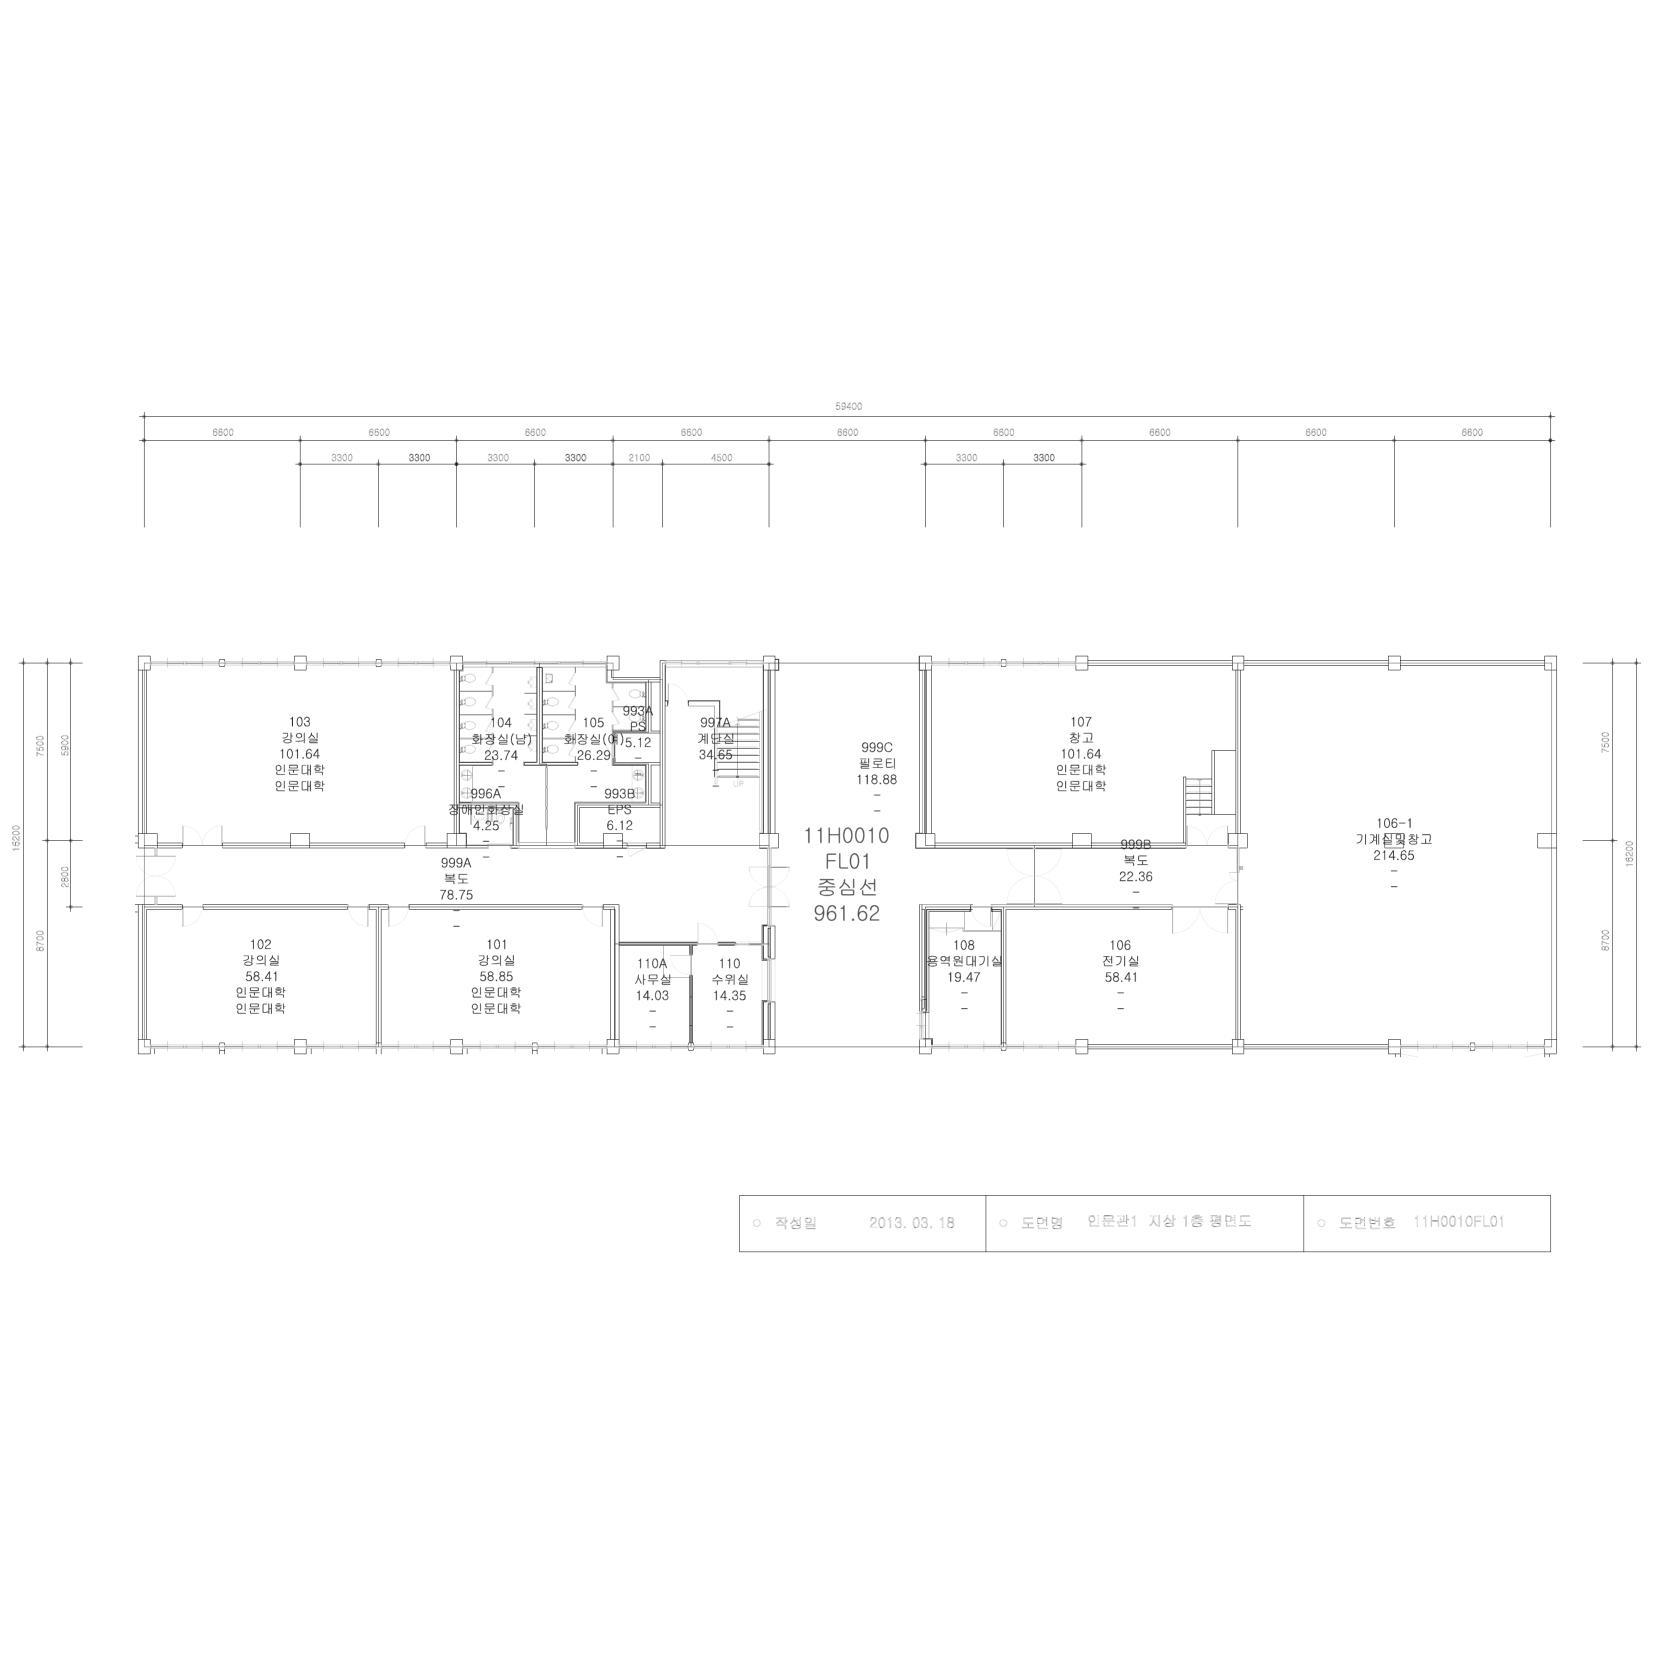 59400
6600 6600 6600 6600 6600 6600 6600 6600 6600
3300 3300 3300 3300 2100 4500 3300 3300
16200
7500
5900
2800
8700
7500
8700
16200
103
강의실
101.64
인문대학
인문대학
104
화장실(남)
23.74
–
105
화장실(여)
26.29
–
993A
PS
5.12
–
997A
계단실
34.65
–
–
996A
장애인화장실
4.25
–
–
993B
EPS
6.12
–
–
999C
필로티
118.88
–
–
107
창고
101.64
인문대학
인문대학
11H0010
FL01
중심선
961.62
106-1
기계실및창고
214.65
–
–
999A
복도
78.75
–
–
999B
복도
22.36
–
–
102
강의실
58.41
인문대학
인문대학
101
강의실
58.85
인문대학
인문대학
110A
사무실
14.03
–
–
110
수위실
14.35
–
–
108
용역원대기실
19.47
–
–
106
전기실
58.41
–
–
UP
○ 작성일 2013. 03. 18 ○ 도면명 인문관1 지상 1층 평면도 ○ 도면번호 11H0010FL01